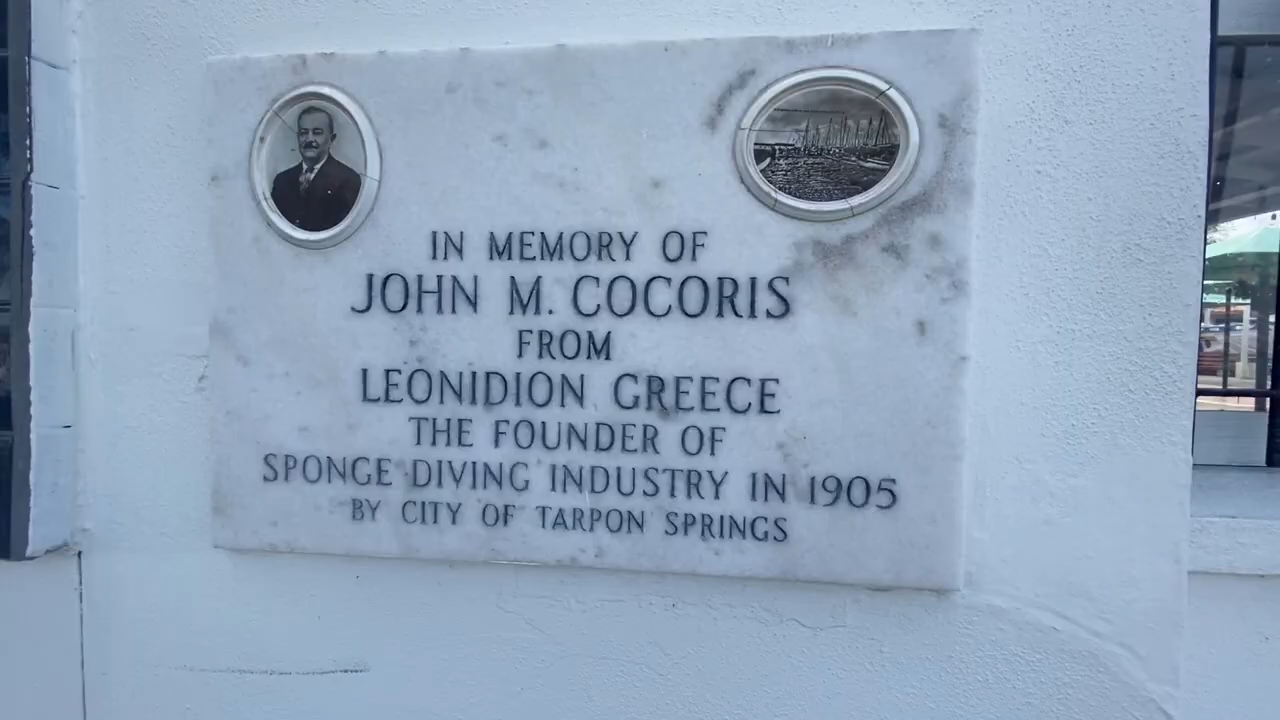 IN MEMORY OF
JOHN M. COCORIS
FROM
LEONIDION GREECE
THE FOUNDER OF
SPONGE DIVING INDUSTRY IN 1905
BY CITY OF TARPON SPRINGS